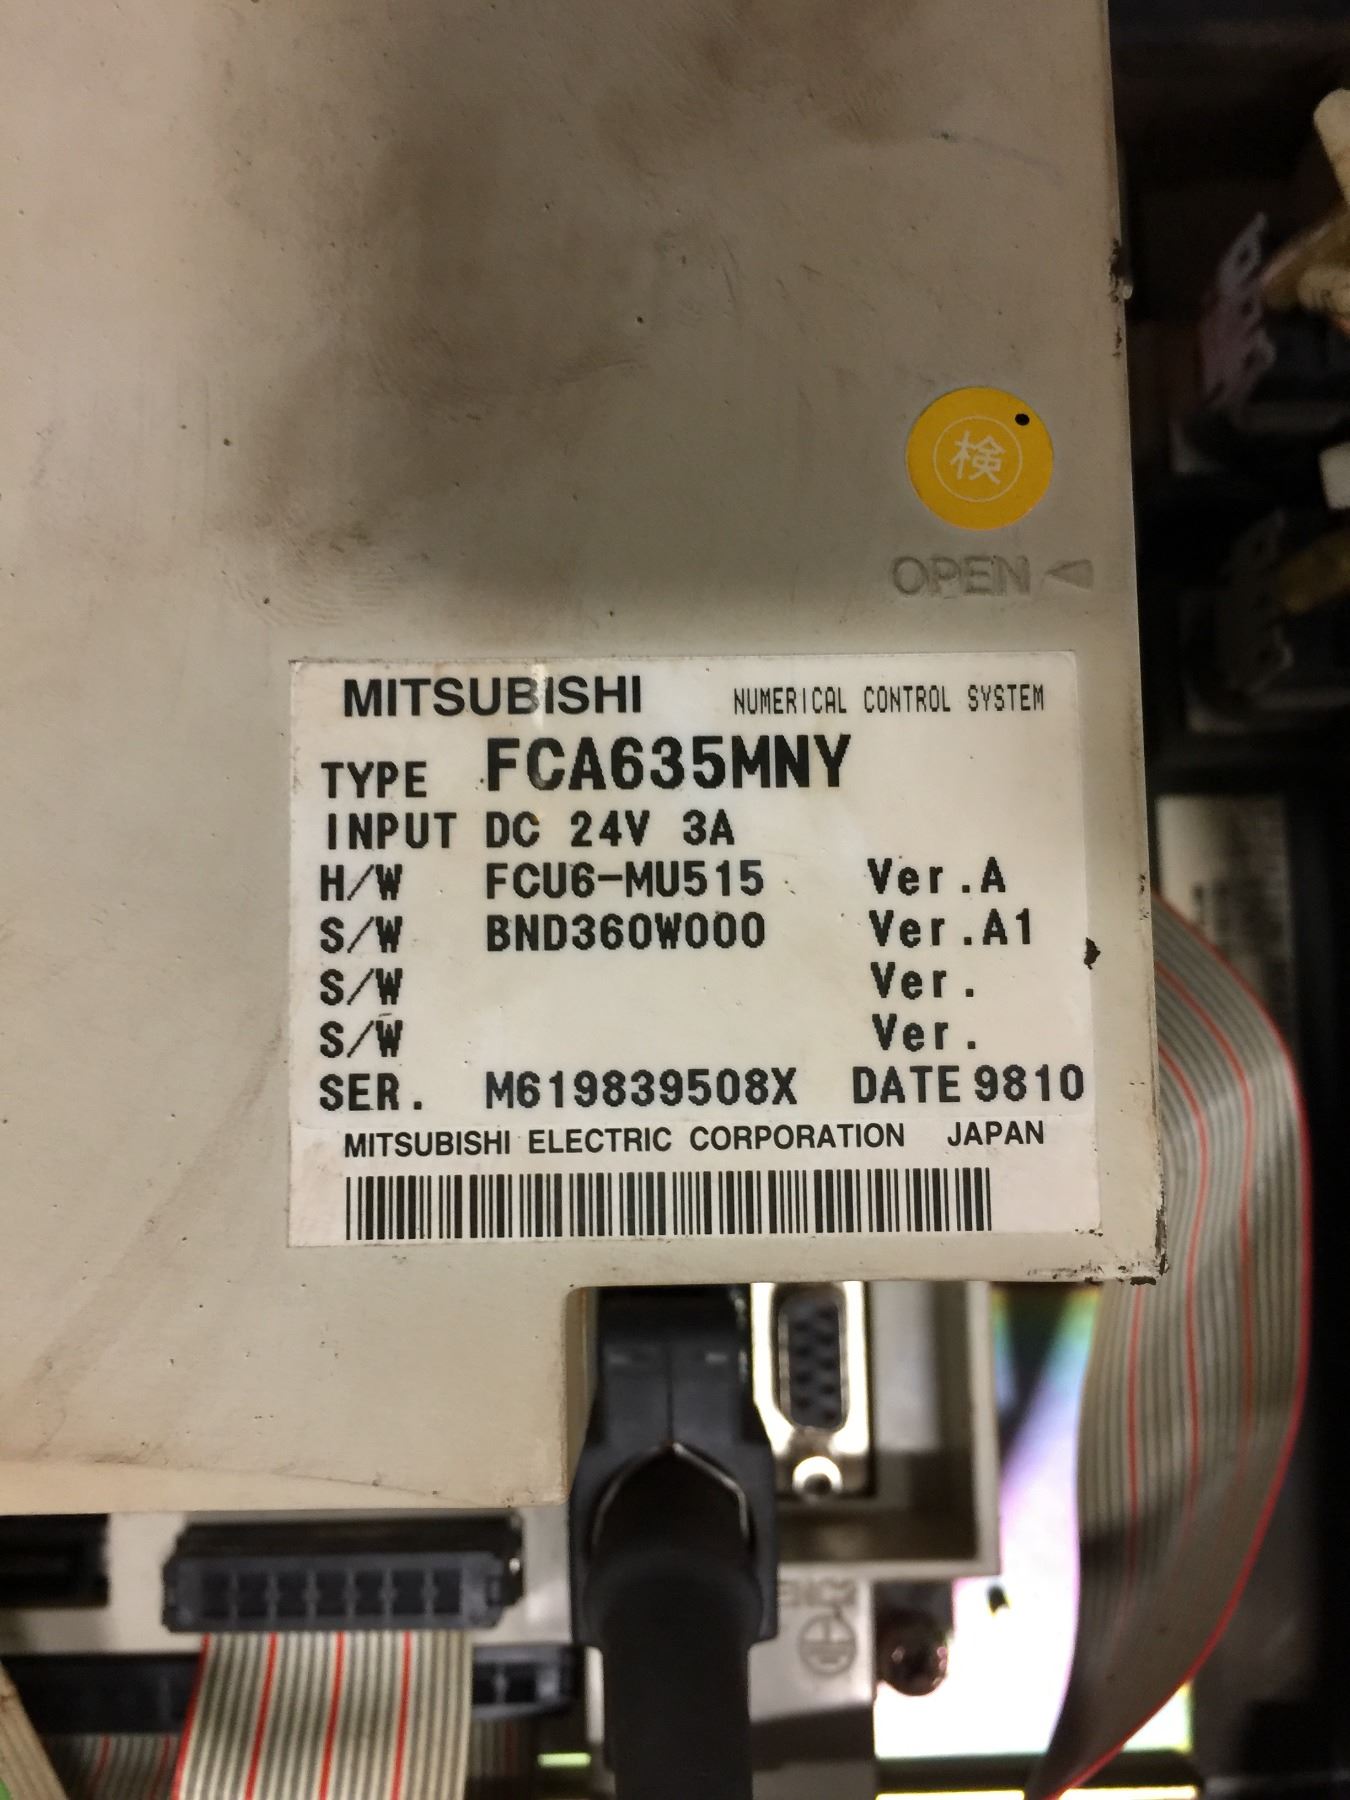 検
OPEN
MITSUBISHI NUMERICAL CONTROL SYSTEM
TYPE FCA635MNY
INPUT DC 24V 3A
H/W FCU6-MU515 Ver.A
S/W BND360W000 Ver.A1
S/W Ver.
S/W Ver.
SER. M619839508X DATE 9810
MITSUBISHI ELECTRIC CORPORATION JAPAN